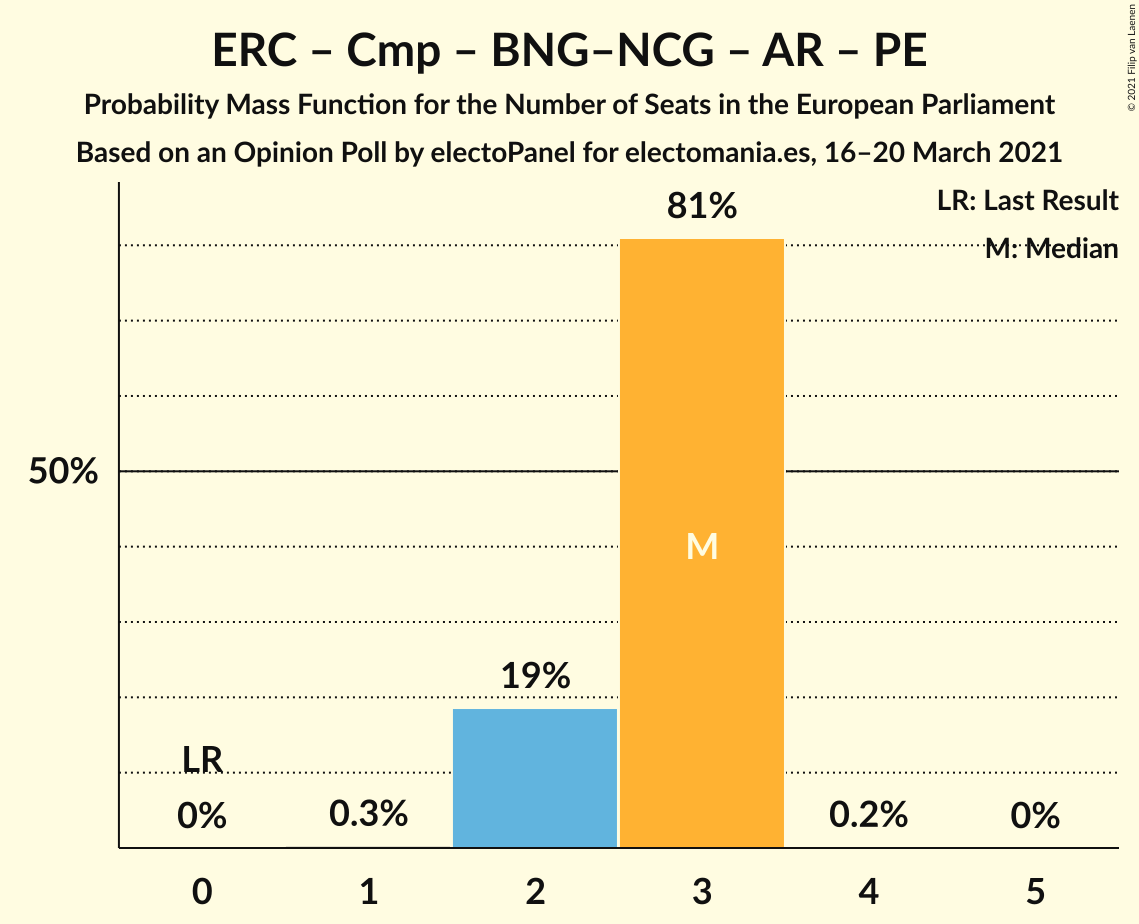 ERC – Cmp – BNG–NCG – AR – PE
Probability Mass Function for the Number of Seats in the European Parliament
Based on an Opinion Poll by electoPanel for electomania.es, 16–20 March 2021
© 2021 Filip van Laenen
LR: Last Result
M: Median
81%
50%
M
19%
LR
0%
0.3%
0.2%
0%
0 1 2 3 4 5